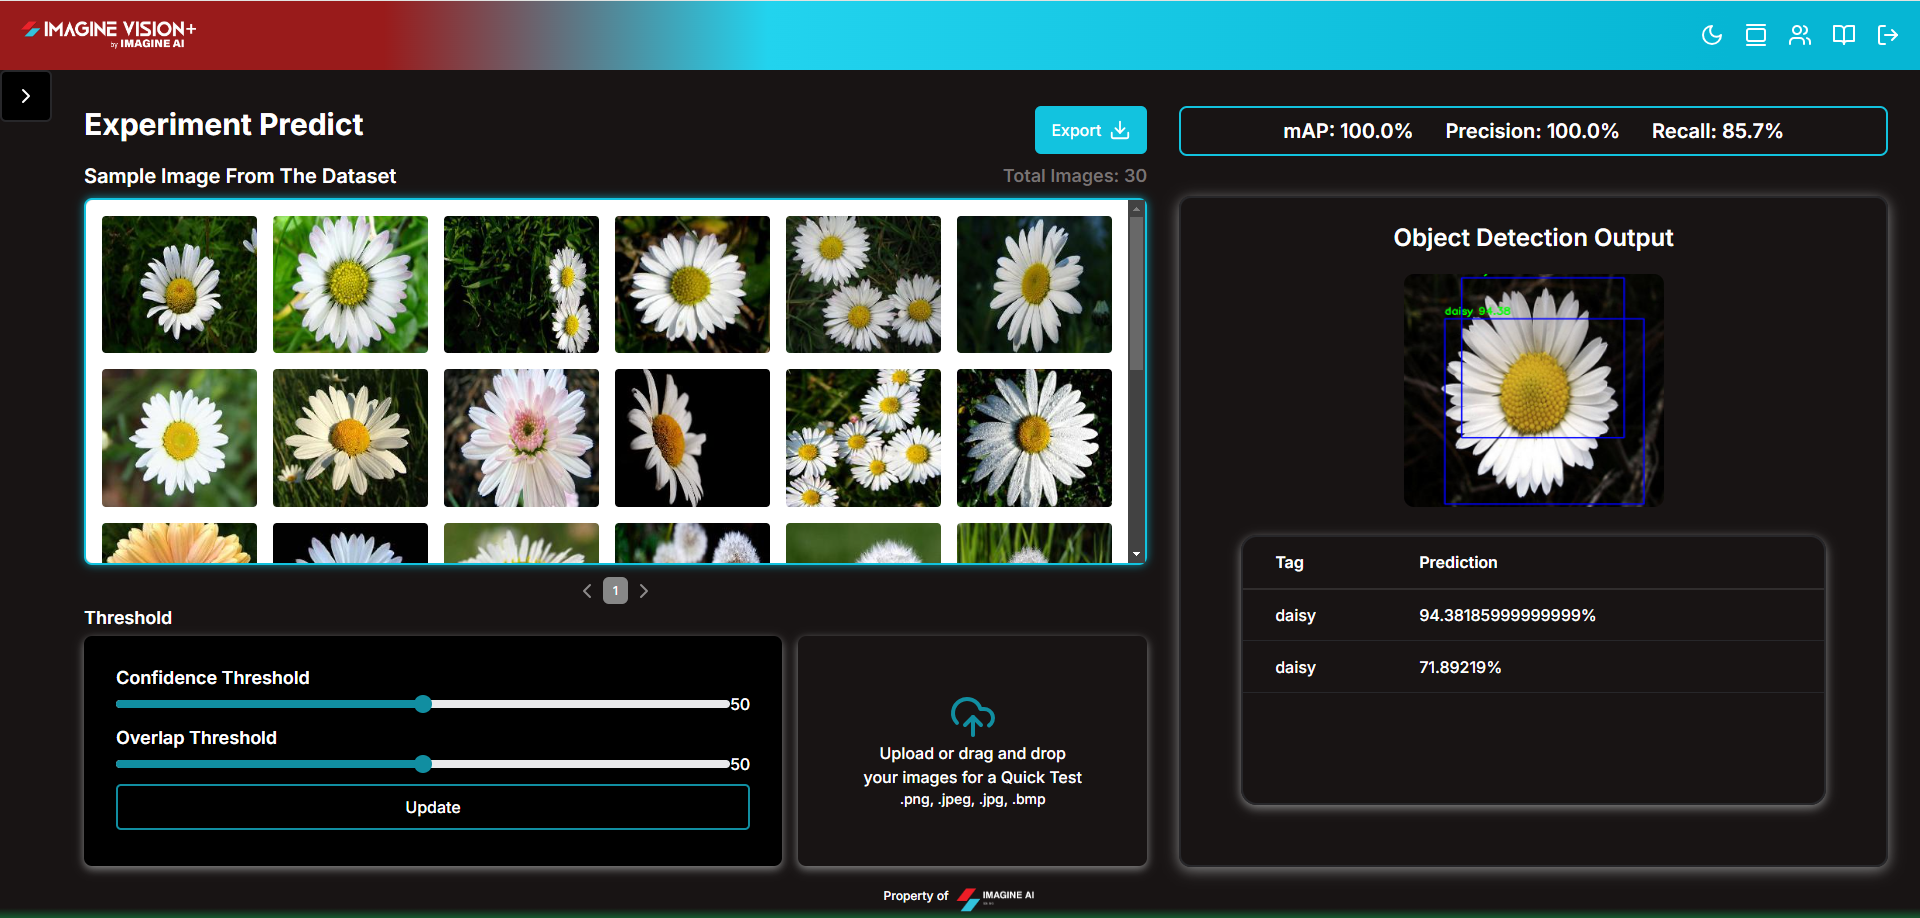 IMAGINE VISION+
by IMAGINE AI
Experiment Predict
Export
mAP: 100.0% Precision: 100.0% Recall: 85.7%
Sample Image From The Dataset
Total Images: 30
1
Threshold
Confidence Threshold
50
Overlap Threshold
50
Update
Upload or drag and drop
your images for a Quick Test
.png, .jpeg, .jpg, .bmp
Object Detection Output
daisy 94.38
Tag Prediction
daisy 94.38185999999999%
daisy 71.89219%
Property of IMAGINE AI